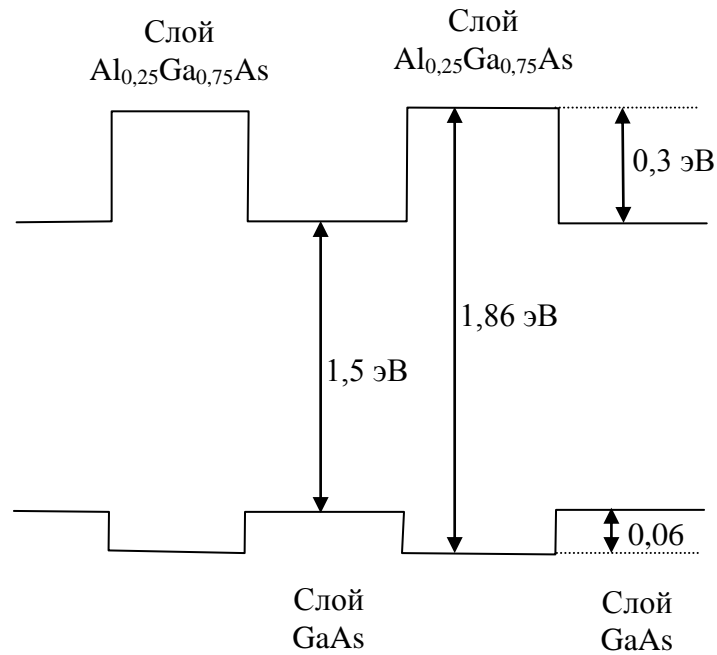 Слой
Al₀,₂₅Ga₀,₇₅As
Слой
Al₀,₂₅Ga₀,₇₅As
0,3 эВ
1,86 эВ
1,5 эВ
0,06
Слой
GaAs
Слой
GaAs